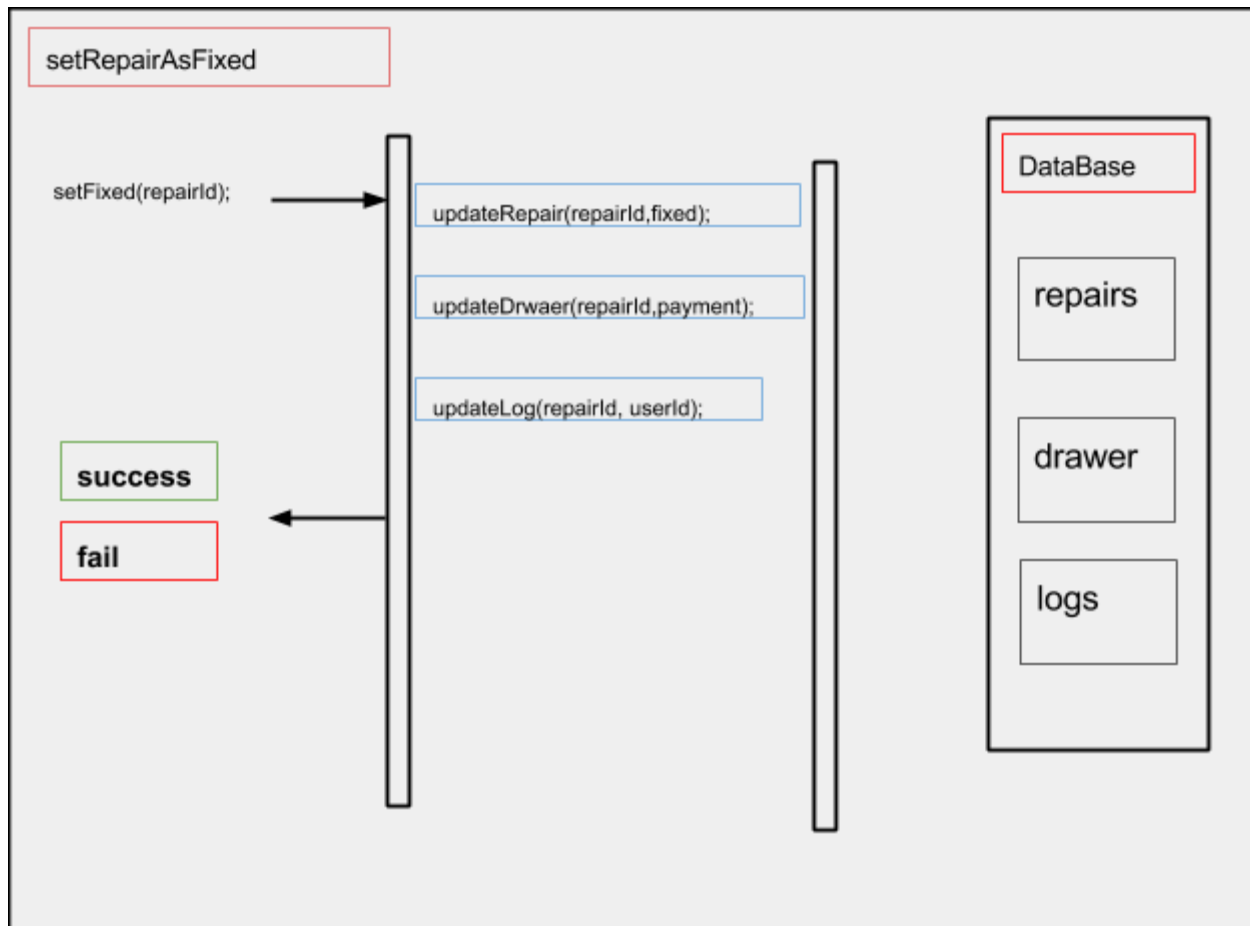 setRepairAsFixed
setFixed(repairId);
updateRepair(repairId,fixed);
updateDrwaer(repairId,payment);
updateLog(repairId, userId);
success
fail
DataBase
repairs
drawer
logs